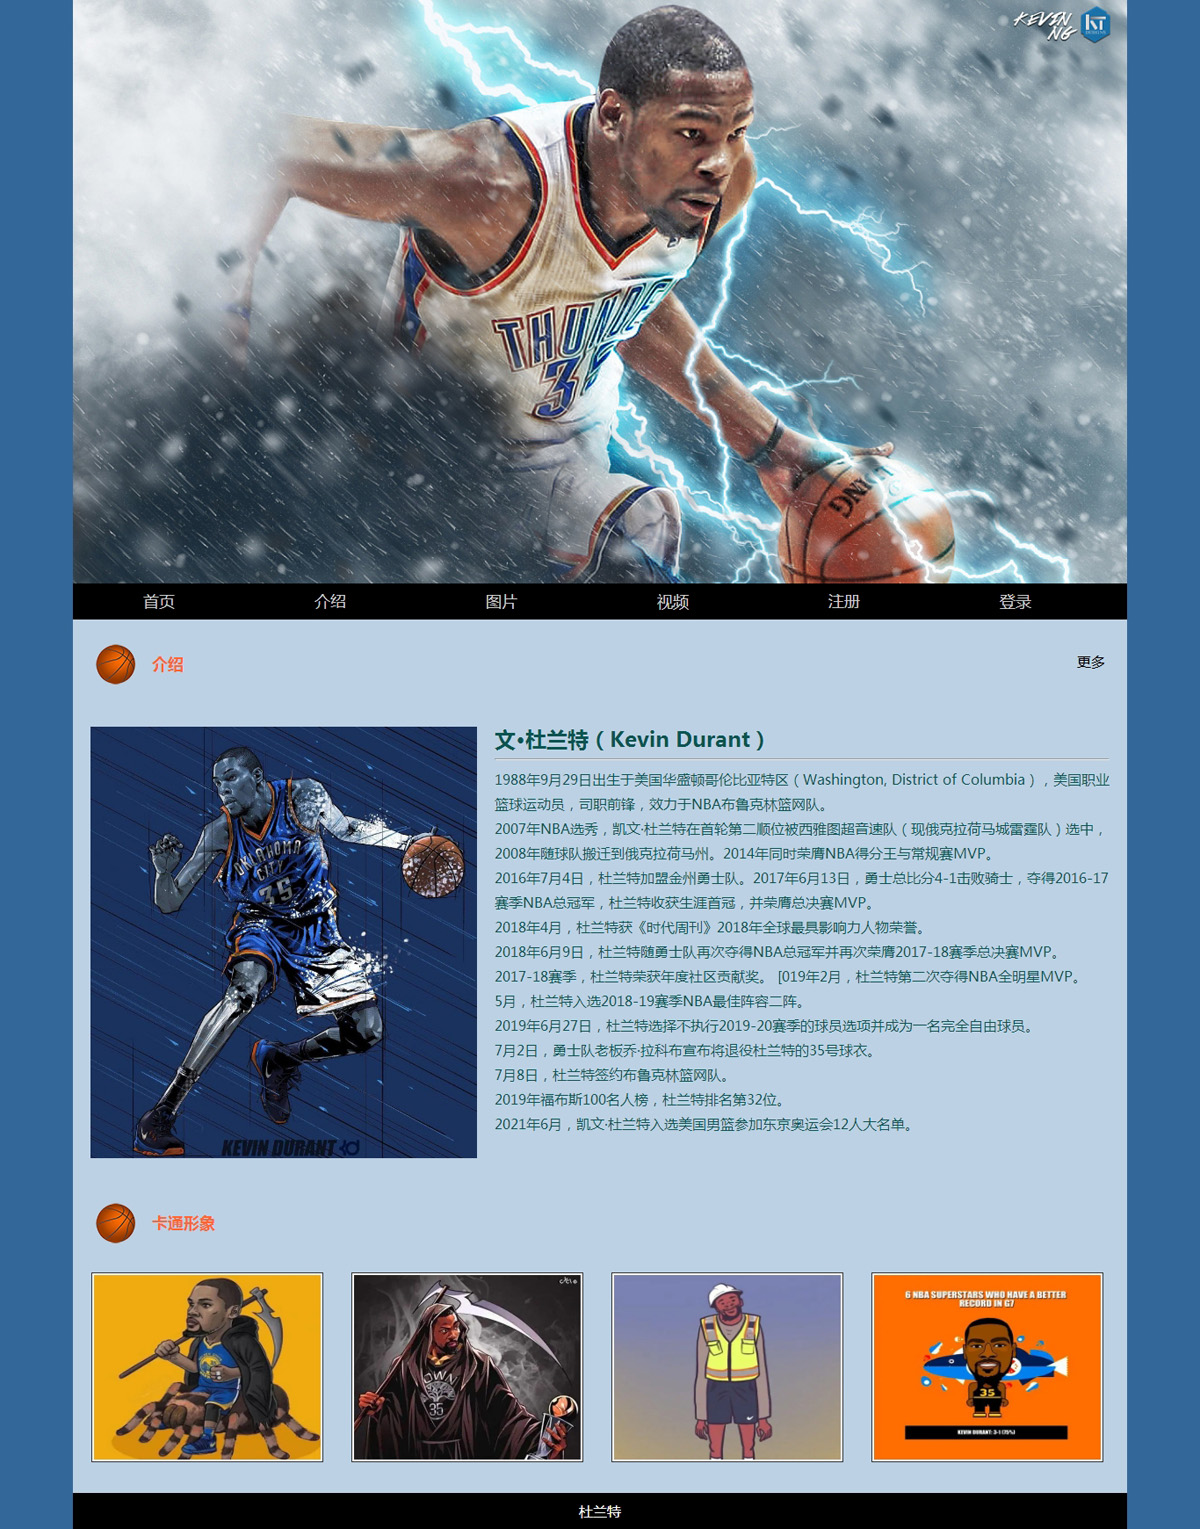 KEVIN
NG
KT
THUNDE
35
首页 介绍 图片 视频 注册 登录
介绍
更多
OKLAHOMA
CITY
35
KEVIN DURANT
文·杜兰特（Kevin Durant）
1988年9月29日出生于美国华盛顿哥伦比亚特区（Washington, District of Columbia），美国职业
篮球运动员，司职前锋，效力于NBA布鲁克林篮网队。
2007年NBA选秀，凯文·杜兰特在首轮第二顺位被西雅图超音速队（现俄克拉荷马城雷霆队）选中，
2008年随球队搬迁到俄克拉荷马州。2014年同时荣膺NBA得分王与常规赛MVP。
2016年7月4日，杜兰特加盟金州勇士队。2017年6月13日，勇士总比分4-1击败骑士，夺得2016-17
赛季NBA总冠军，杜兰特收获生涯首冠，并荣膺总决赛MVP。
2018年4月，杜兰特获《时代周刊》2018年全球最具影响力人物荣誉。
2018年6月9日，杜兰特随勇士队再次夺得NBA总冠军并再次荣膺2017-18赛季总决赛MVP。
2017-18赛季，杜兰特荣获年度社区贡献奖。 [019年2月，杜兰特第二次夺得NBA全明星MVP。
5月，杜兰特入选2018-19赛季NBA最佳阵容二阵。
2019年6月27日，杜兰特选择不执行2019-20赛季的球员选项并成为一名完全自由球员。
7月2日，勇士队老板乔·拉科布宣布将退役杜兰特的35号球衣。
7月8日，杜兰特签约布鲁克林篮网队。
2019年福布斯100名人榜，杜兰特排名第32位。
2021年6月，凯文·杜兰特入选美国男篮参加东京奥运会12人大名单。
卡通形象
OWN
35
6 NBA SUPERSTARS WHO HAVE A BETTER
RECORD IN G7
35
KEVIN DURANT: 3-1 (75%)
杜兰特